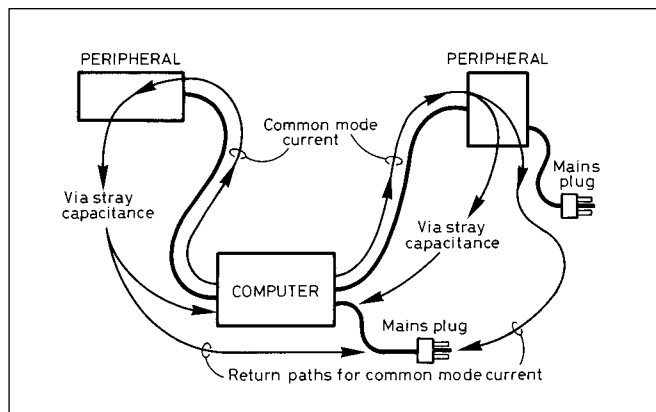 PERIPHERAL
PERIPHERAL
Common mode
current
Mains
plug
Via stray
capacitance
Via stray
capacitance
COMPUTER
Mains plug
Return paths for common mode current